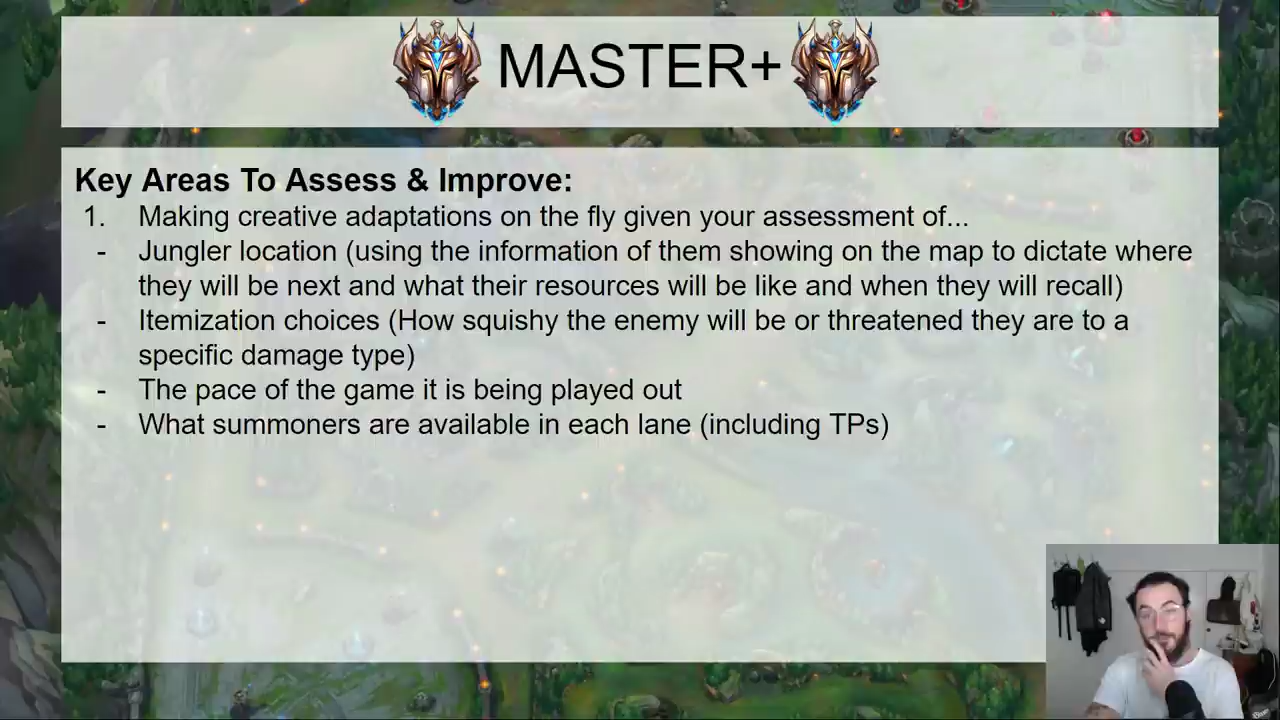 MASTER+
Key Areas To Assess & Improve:
1. Making creative adaptations on the fly given your assessment of...
- Jungler location (using the information of them showing on the map to dictate where
they will be next and what their resources will be like and when they will recall)
- Itemization choices (How squishy the enemy will be or threatened they are to a
specific damage type)
- The pace of the game it is being played out
- What summoners are available in each lane (including TPs)